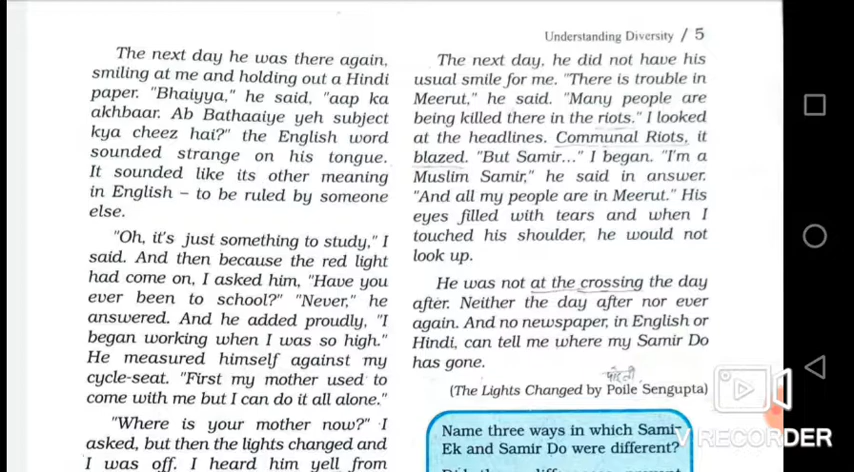 Understanding Diversity / 5
The next day he was there again,
smiling at me and holding out a Hindi
paper. "Bhaiyya," he said, "aap ka
akhbaar. Ab Bathaaiye yeh subject
kya cheez hai?" the English word
sounded strange on his tongue.
It sounded like its other meaning
in English – to be ruled by someone
else.
"Oh, it's just something to study," I
said. And then because the red light
had come on, I asked him, "Have you
ever been to school?" "Never," he
answered. And he added proudly, "I
began working when I was so high."
He measured himself against my
cycle-seat. "First my mother used to
come with me but I can do it all alone."
"Where is your mother now?" I
asked, but then the lights changed and
I was off. I heard him yell from
The next day, he did not have his
usual smile for me. "There is trouble in
Meerut," he said. "Many people are
being killed there in the riots." I looked
at the headlines. Communal Riots, it
blazed. "But Samir..." I began. "I'm a
Muslim Samir," he said in answer.
"And all my people are in Meerut." His
eyes filled with tears and when I
touched his shoulder, he would not
look up.
He was not at the crossing the day
after. Neither the day after nor ever
again. And no newspaper, in English or
Hindi, can tell me where my Samir Do
has gone.
(The Lights Changed by Poile Sengupta)
Name three ways in which Samir
Ek and Samir Do were different?
V RECORDER